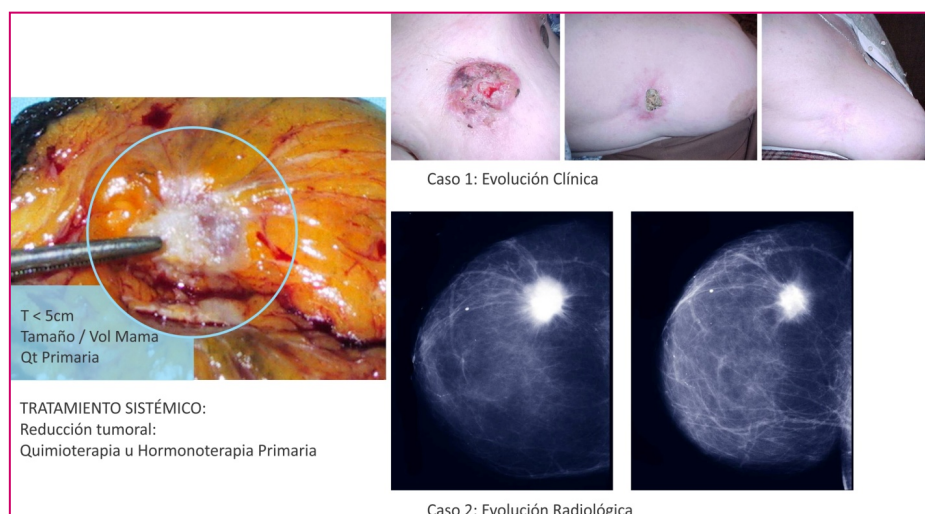 T < 5cm
Tamaño / Vol Mama
Qt Primaria
TRATAMIENTO SISTÉMICO:
Reducción tumoral:
Quimioterapia u Hormonoterapia Primaria
Caso 1: Evolución Clínica
Caso 2: Evolución Radiológica